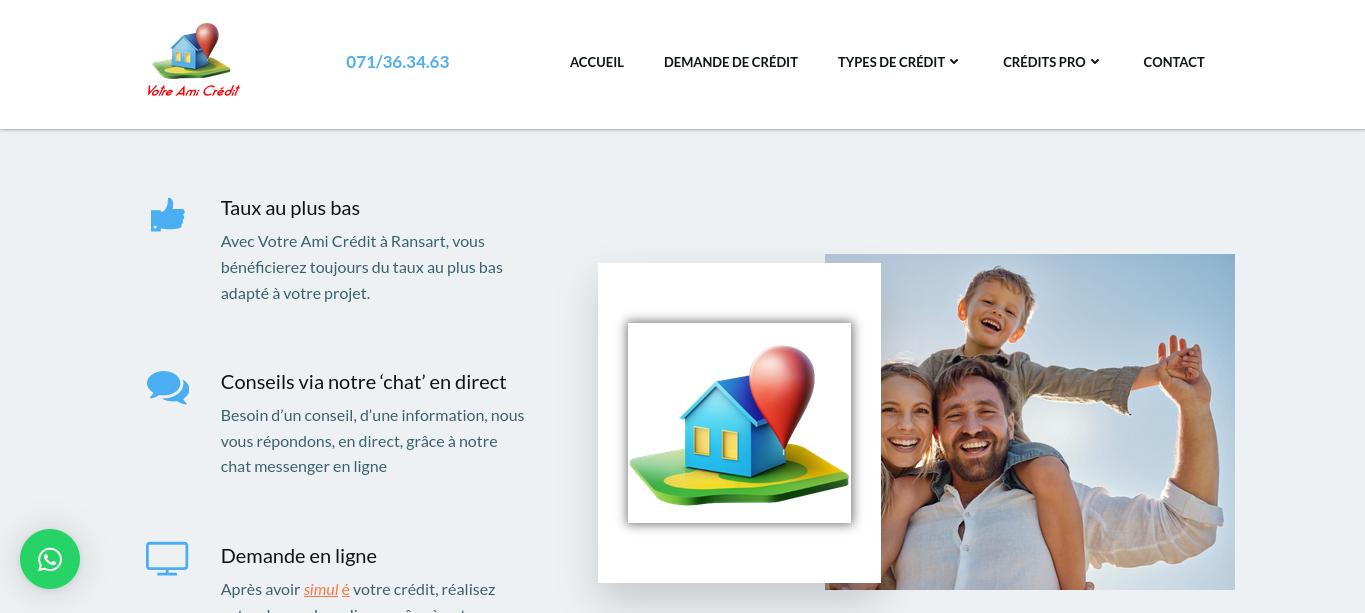 Votre Ami Crédit
071/36.34.63
ACCUEIL
DEMANDE DE CRÉDIT
TYPES DE CRÉDIT
CRÉDITS PRO
CONTACT
Taux au plus bas
Avec Votre Ami Crédit à Ransart, vous
bénéficierez toujours du taux au plus bas
adapté à votre projet.
Conseils via notre ‘chat’ en direct
Besoin d’un conseil, d’une information, nous
vous répondons, en direct, grâce à notre
chat messenger en ligne
Demande en ligne
Après avoir simul é votre crédit, réalisez